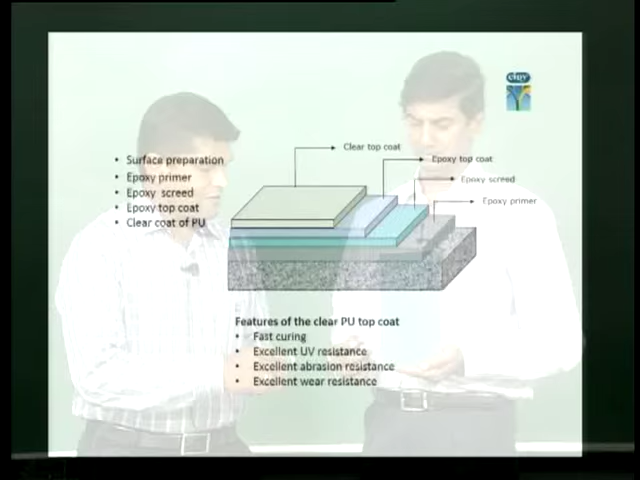 Clear top coat
• Surface preparation
• Epoxy primer
• Epoxy screed
• Epoxy top coat
• Clear coat of PU
Epoxy top coat
Epoxy screed
Epoxy primer
Features of the clear PU top coat
• Fast curing
• Excellent UV resistance
• Excellent abrasion resistance
• Excellent wear resistance